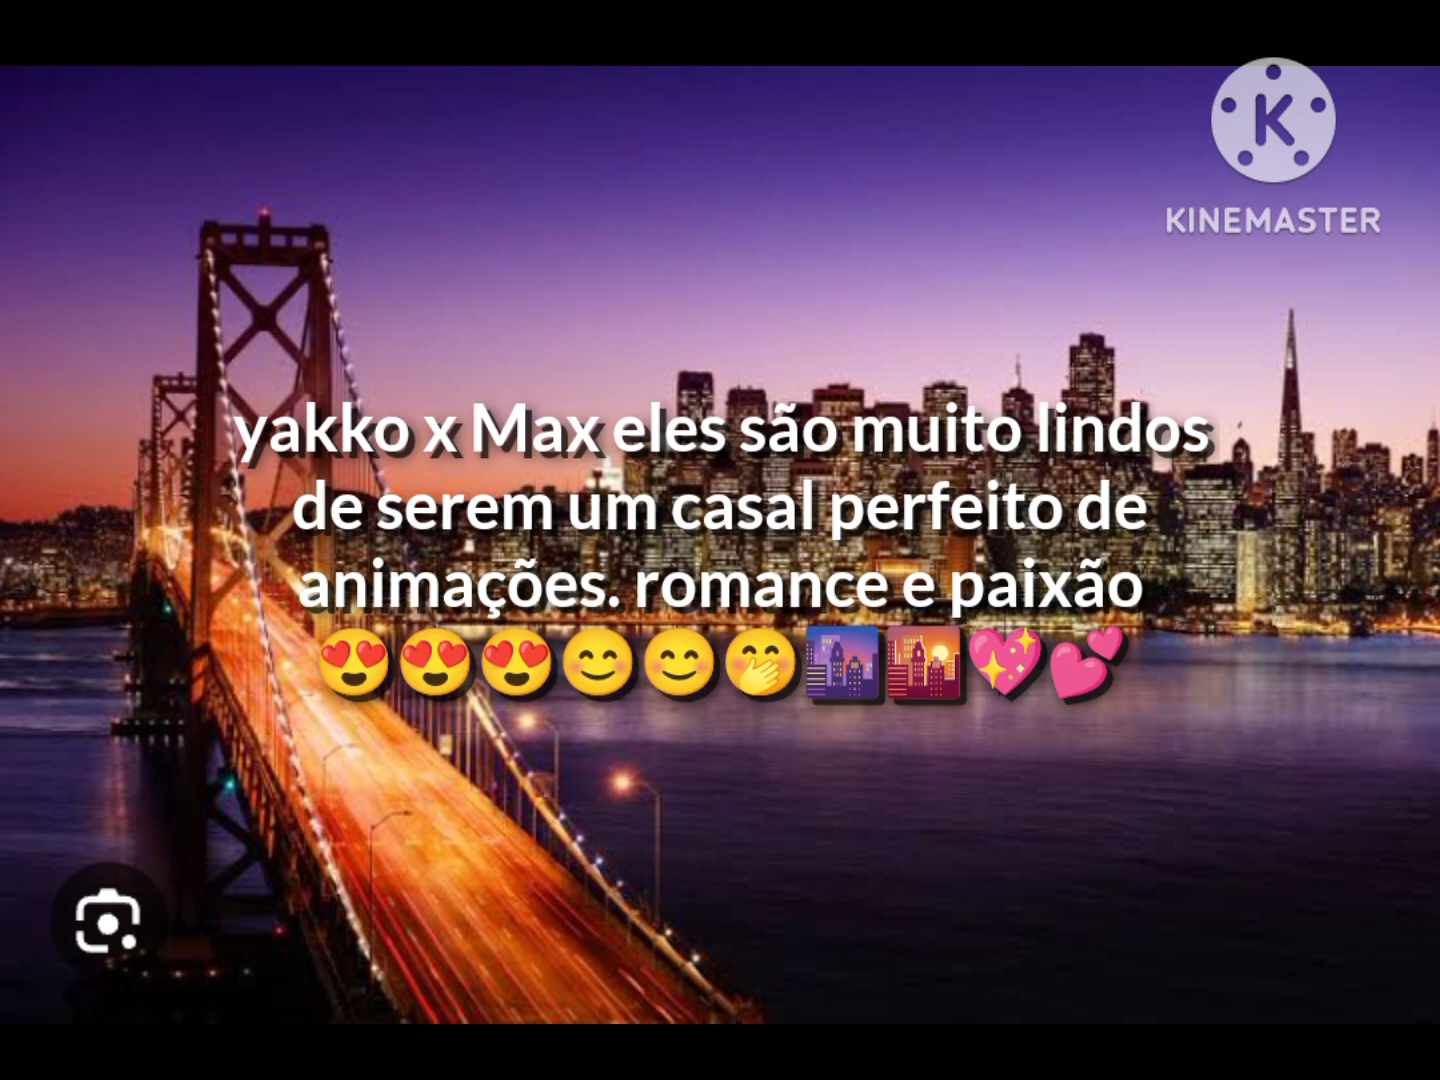 KINEMASTER
yakko x Max eles são muito lindos
de serem um casal perfeito de
animações. romance e paixão
😍😍😍😊😊🤭🌆🌇💖💕